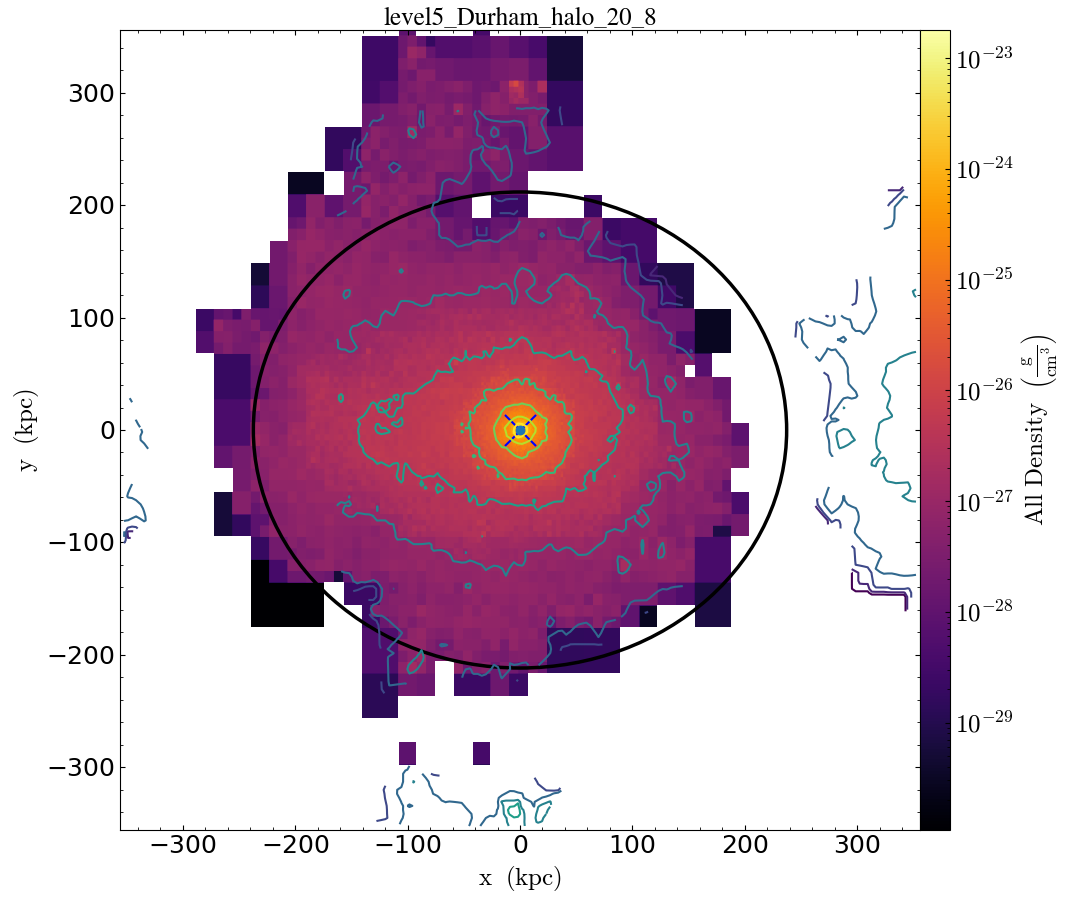 level5_Durham_halo_20_8
300
200
100
0
−100
−200
−300
y (kpc)
−300 −200 −100 0 100 200 300
x (kpc)
10^{−23}
10^{−24}
10^{−25}
10^{−26}
10^{−27}
10^{−28}
10^{−29}
All Density (g/cm^3)